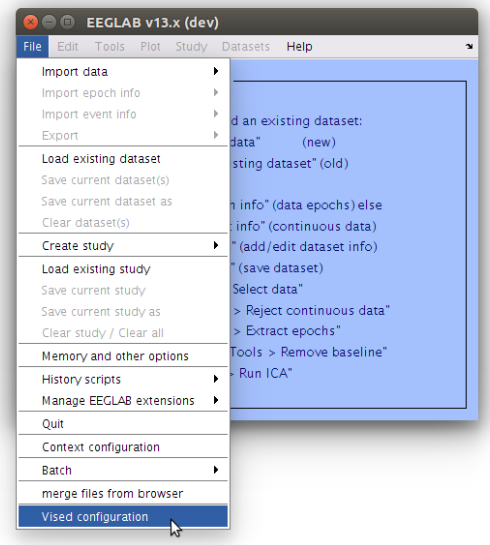 EEGLAB v13.x (dev)
File Edit Tools Plot Study Datasets Help
Import data
Import epoch info
Import event info
Export
Load existing dataset
Save current dataset(s)
Save current dataset as
Clear dataset(s)
Create study
Load existing study
Save current study
Save current study as
Clear study / Clear all
Memory and other options
History scripts
Manage EEGLAB extensions
Quit
Context configuration
Batch
merge files from browser
Vised configuration
d an existing dataset:
data" (new)
sting dataset" (old)
info" (data epochs) else
info" (continuous data)
" (add/edit dataset info)
" (save dataset)
Select data"
> Reject continuous data"
> Extract epochs"
Tools > Remove baseline"
> Run ICA"